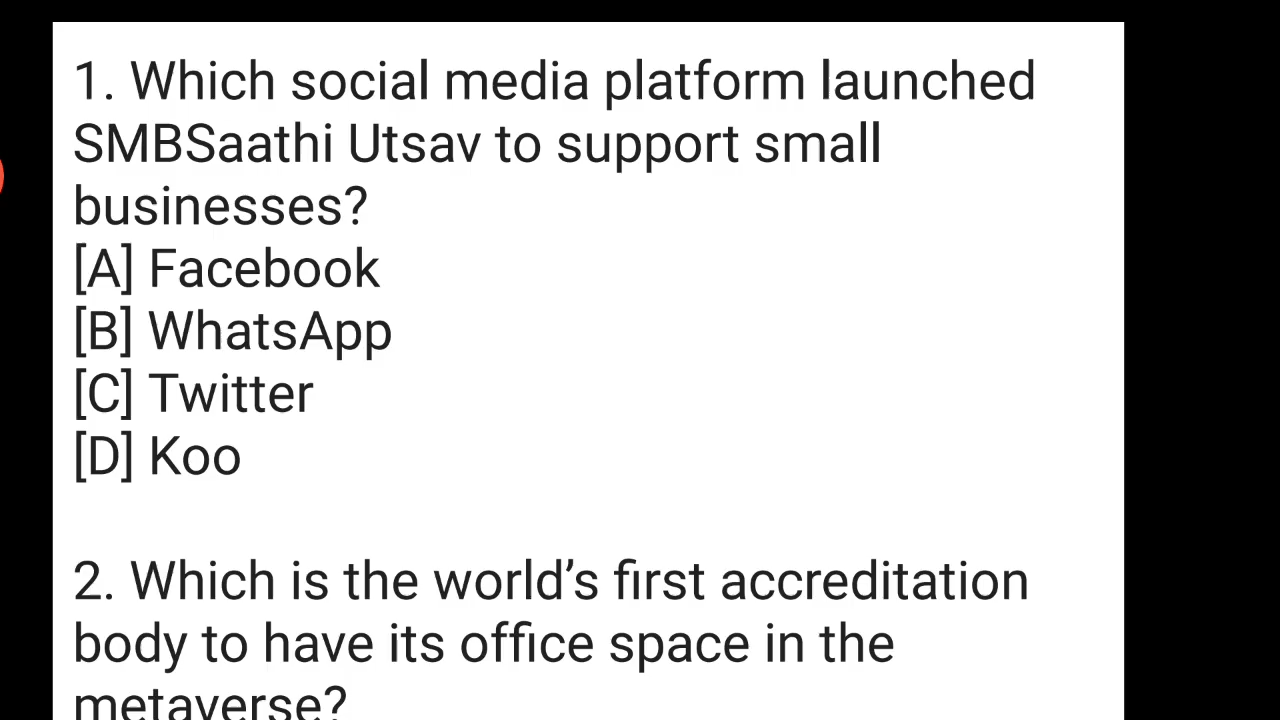 1. Which social media platform launched
SMBSaathi Utsav to support small
businesses?
[A] Facebook
[B] WhatsApp
[C] Twitter
[D] Koo
2. Which is the world’s first accreditation
body to have its office space in the
metaverse?